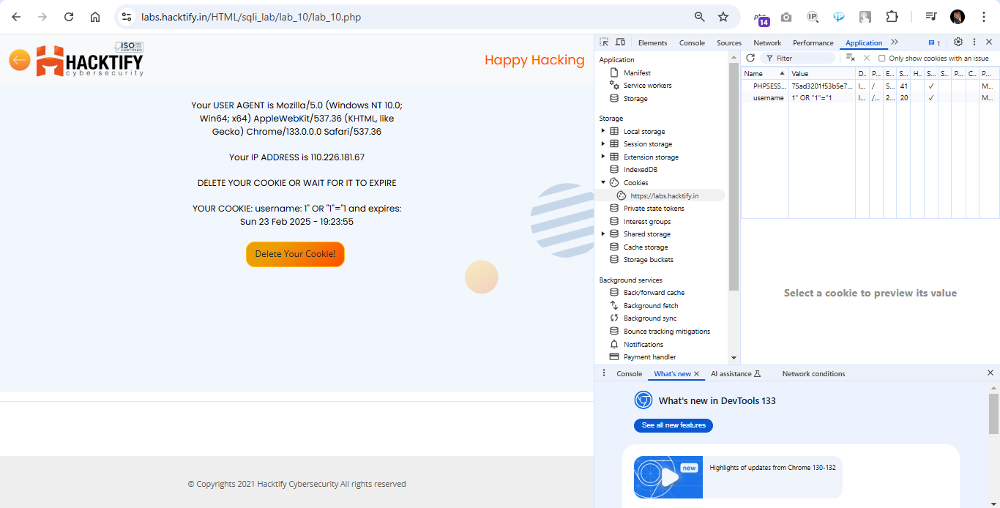 labs.hacktify.in/HTML/sqli_lab/lab_10/lab_10.php
14
IP
ISO
CERTIFIED
HACKTIFY
cybersecurity
Happy Hacking
Your USER AGENT is Mozilla/5.0 (Windows NT 10.0;
Win64; x64) AppleWebKit/537.36 (KHTML, like
Gecko) Chrome/133.0.0.0 Safari/537.36
Your IP ADDRESS is 110.226.181.67
DELETE YOUR COOKIE OR WAIT FOR IT TO EXPIRE
YOUR COOKIE: username: 1" OR "1"="1 and expires:
Sun 23 Feb 2025 - 19:23:55
Delete Your Cookie!
© Copyrights 2021 Hacktify Cybersecurity All rights reserved
Elements Console Sources Network Performance Application 1
Application
Manifest
Service workers
Storage
Storage
Local storage
Session storage
Extension storage
IndexedDB
Cookies
https://labs.hacktify.in
Private state tokens
Interest groups
Shared storage
Cache storage
Storage buckets
Background services
Back/forward cache
Background fetch
Background sync
Bounce tracking mitigations
Notifications
Payment handler
Filter Only show cookies with an issue
Name Value D.. P... E... S... H.. S... S.. P... C.. P...
PHPSESS... 75ad3201f53b5e7... l... / S... 41 ✓ M...
username 1" OR "1"="1 l... /... 2... 20 ✓ M...
Select a cookie to preview its value
Console What's new AI assistance Network conditions
What's new in DevTools 133
See all new features
new
Highlights of updates from Chrome 130-132